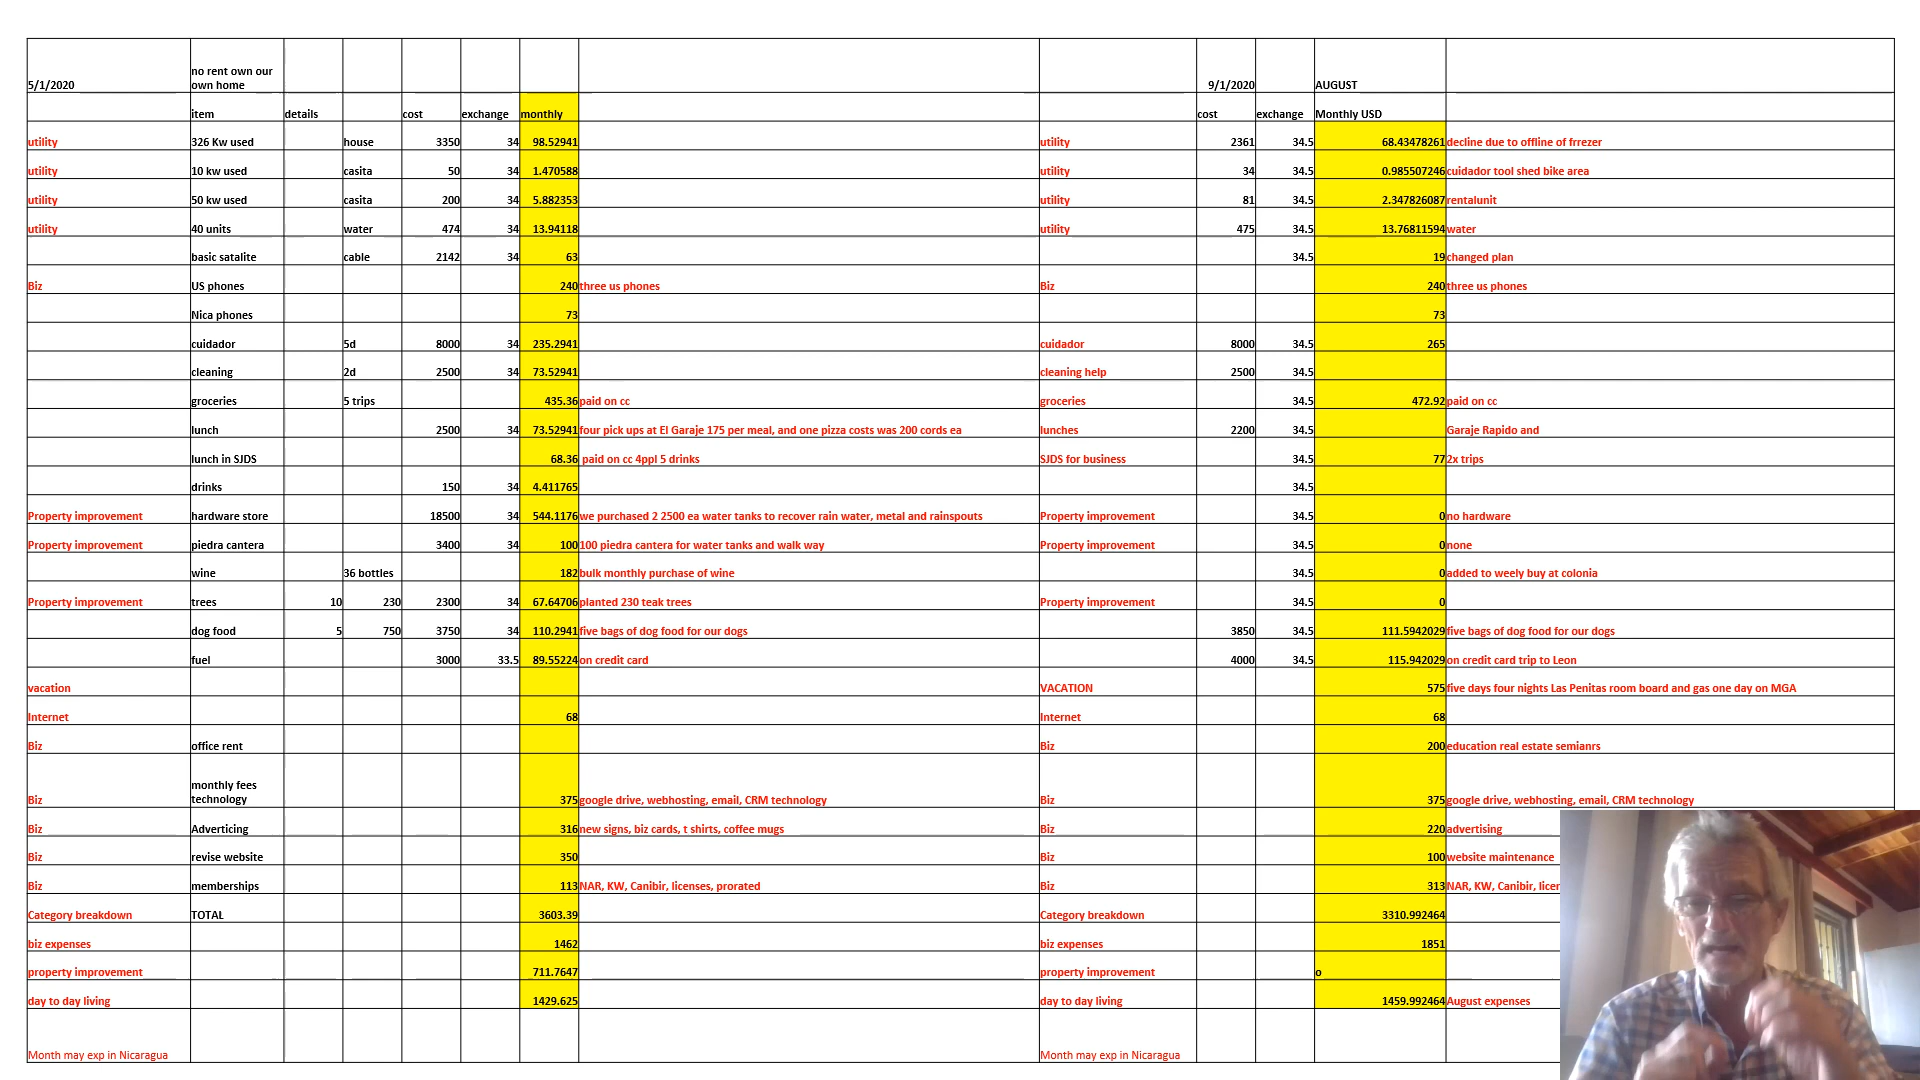 no rent own our
5/1/2020 own home 9/1/2020 AUGUST
item details cost exchange monthly cost exchange Monthly USD
utility 326 Kw used house 3350 34 98.52941 utility 2361 34.5 68.43478261 decline due to offline of frrezer
utility 10 kw used casita 50 34 1.470588 utility 34 34.5 0.985507246 cuidador tool shed bike area
utility 50 kw used casita 200 34 5.882353 utility 81 34.5 2.347826087 rentalunit
utility 40 units water 474 34 13.94118 utility 475 34.5 13.76811594 water
basic satalite cable 2142 34 63 34.5 19 changed plan
Biz US phones 240 three us phones Biz 240 three us phones
Nica phones 73 73
cuidador 5d 8000 34 235.2941 cuidador 8000 34.5 265
cleaning 2d 2500 34 73.52941 cleaning help 2500 34.5
groceries 5 trips 435.36 paid on cc groceries 34.5 472.92 paid on cc
lunch 2500 34 73.52941 four pick ups at El Garaje 175 per meal, and one pizza costs was 200 cords ea lunches 2200 34.5 Garaje Rapido and
lunch in SJDS 68.36 paid on cc 4ppl 5 drinks SJDS for business 34.5 77 2x trips
drinks 150 34 4.411765 34.5
Property improvement hardware store 18500 34 544.1176 we purchased 2 2500 ea water tanks to recover rain water, metal and rainspouts Property improvement 34.5 0 no hardware
Property improvement piedra cantera 3400 34 100 100 piedra cantera for water tanks and walk way Property improvement 34.5 0 none
wine 36 bottles 182 bulk monthly purchase of wine 34.5 0 added to weely buy at colonia
Property improvement trees 10 230 2300 34 67.64706 planted 230 teak trees Property improvement 34.5 0
dog food 5 750 3750 34 110.2941 five bags of dog food for our dogs 3850 34.5 111.5942029 five bags of dog food for our dogs
fuel 3000 33.5 89.55224 on credit card 4000 34.5 115.942029 on credit card trip to Leon
vacation VACATION 575 five days four nights Las Penitas room board and gas one day on MGA
Internet 68 Internet 68
Biz office rent Biz 200 education real estate semianrs
monthly fees
Biz technology 375 google drive, webhosting, email, CRM technology Biz 375 google drive, webhosting, email, CRM technology
Biz Adverticing 316 new signs, biz cards, t shirts, coffee mugs Biz 220 advertising
Biz revise website 350 Biz 100 website maintenance
Biz memberships 113 NAR, KW, Canibir, licenses, prorated Biz 313 NAR, KW, Canibir,
Category breakdown TOTAL 3603.39 Category breakdown 3310.992464
biz expenses 1462 biz expenses 1851
property improvement 711.7647 property improvement o
day to day living 1429.625 day to day living 1459.992464 August expenses
Month may exp in Nicaragua Month may exp in Nicaragua